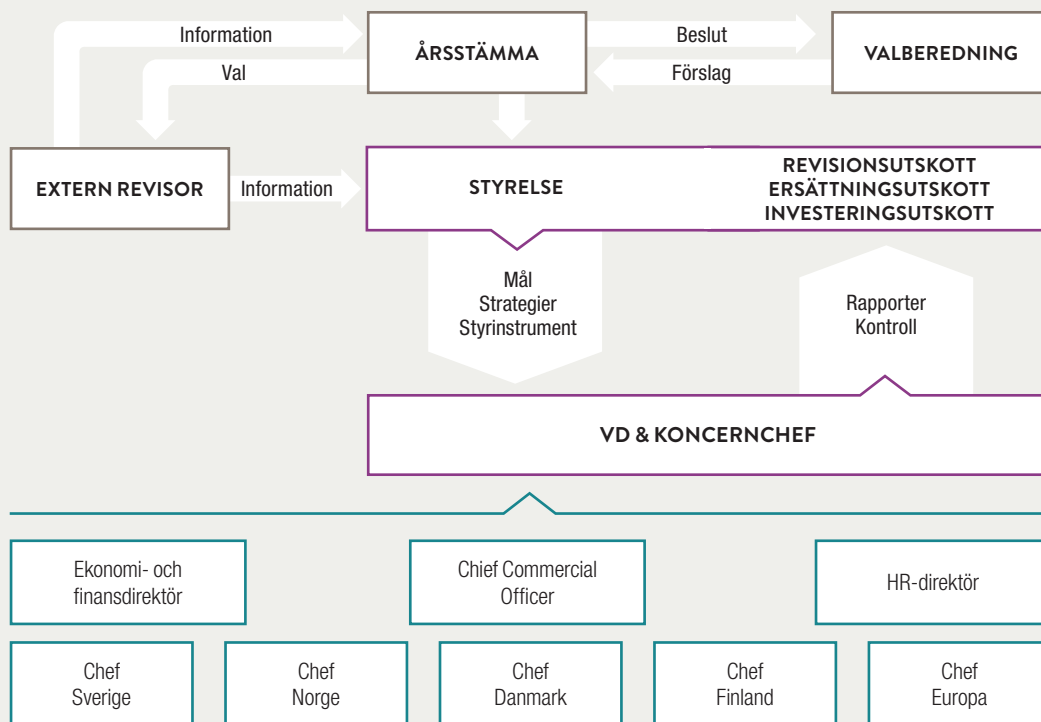 Information
Val
ÅRSSTÄMMA
Beslut
Förslag
VALBEREDNING
EXTERN REVISOR
Information
STYRELSE
REVISIONSUTSKOTT
ERSÄTTNINGSUTSKOTT
INVESTERINGSUTSKOTT
Mål
Strategier
Styrinstrument
Rapporter
Kontroll
VD & KONCERNCHEF
Ekonomi- och
finansdirektör
Chief Commercial
Officer
HR-direktör
Chef
Sverige
Chef
Norge
Chef
Danmark
Chef
Finland
Chef
Europa